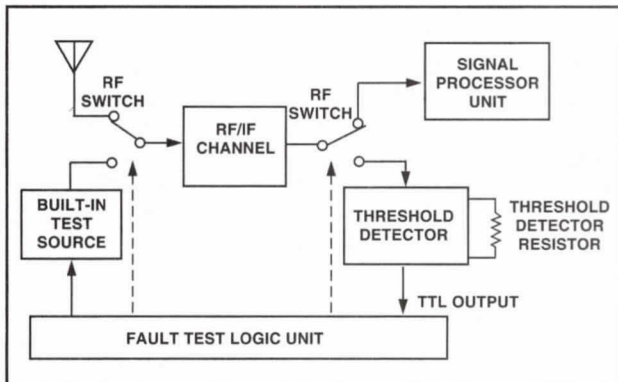 RF
SWITCH
RF/IF
CHANNEL
RF
SWITCH
SIGNAL
PROCESSOR
UNIT
BUILT-IN
TEST
SOURCE
THRESHOLD
DETECTOR
THRESHOLD
DETECTOR
RESISTOR
TTL OUTPUT
FAULT TEST LOGIC UNIT